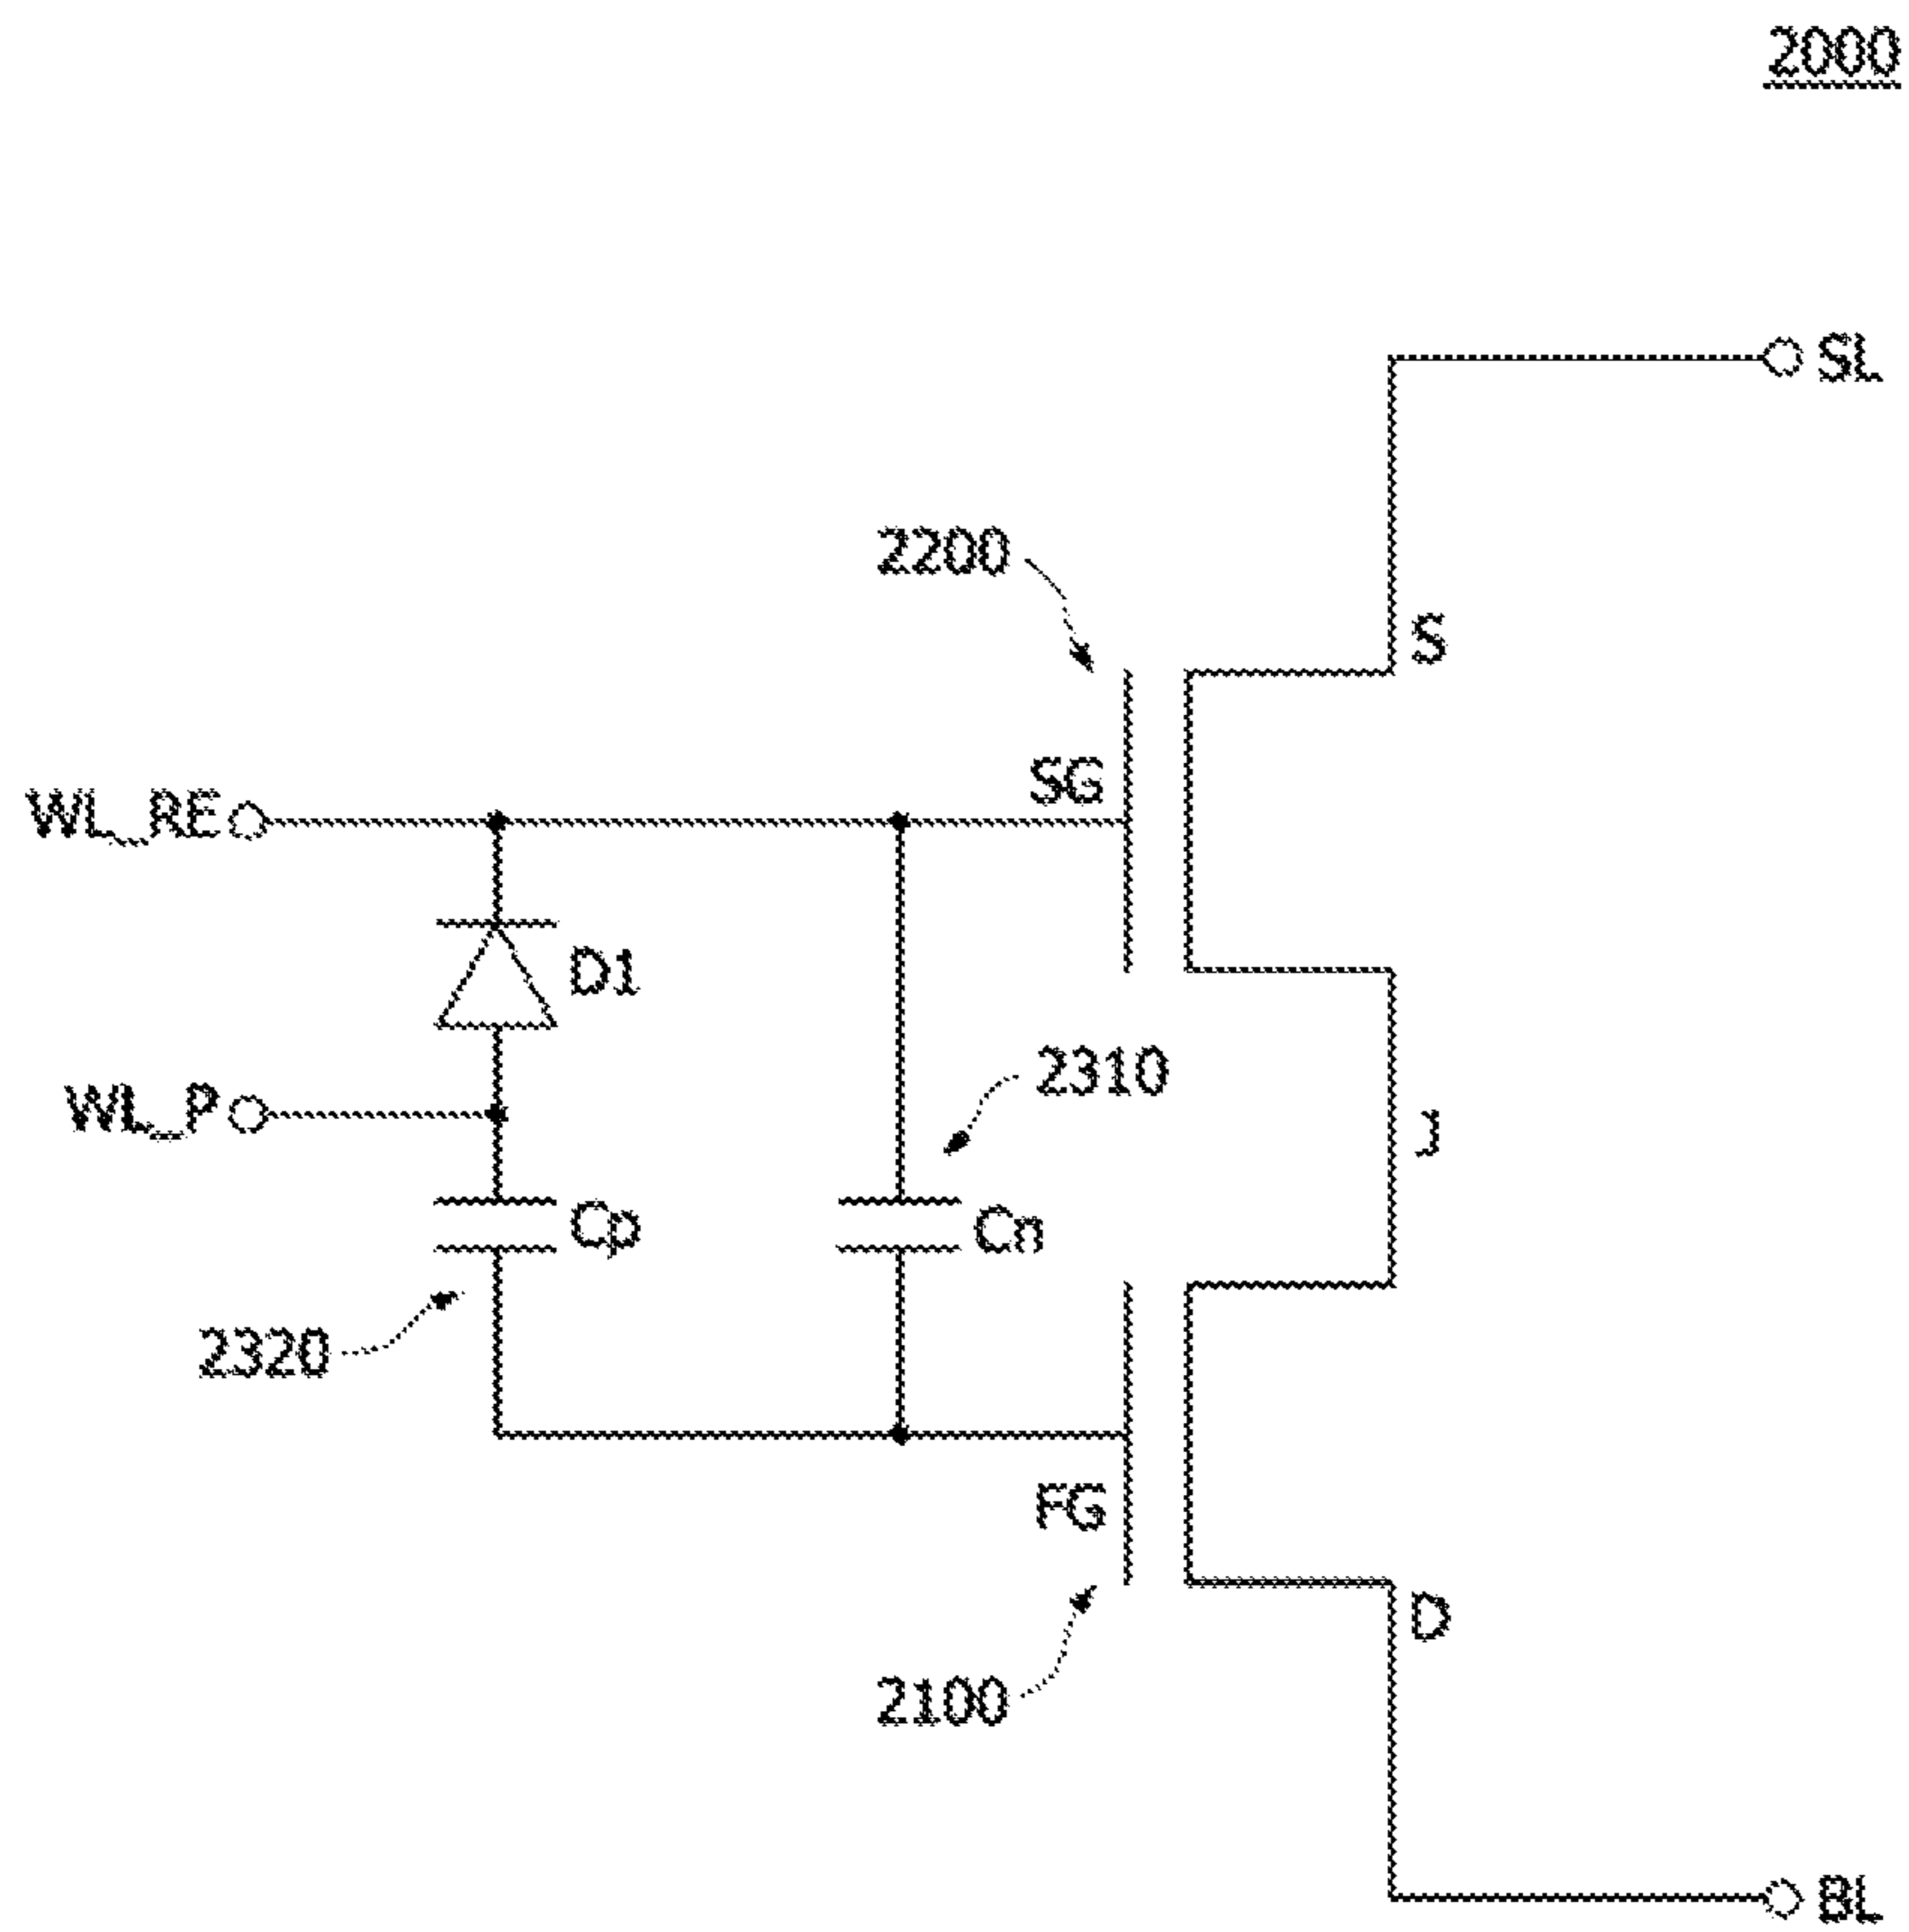 2000
SL
2200
S
SG
WL_RE
D1
2310
WL_P
J
Cp
Cn
2320
FG
D
2100
BL